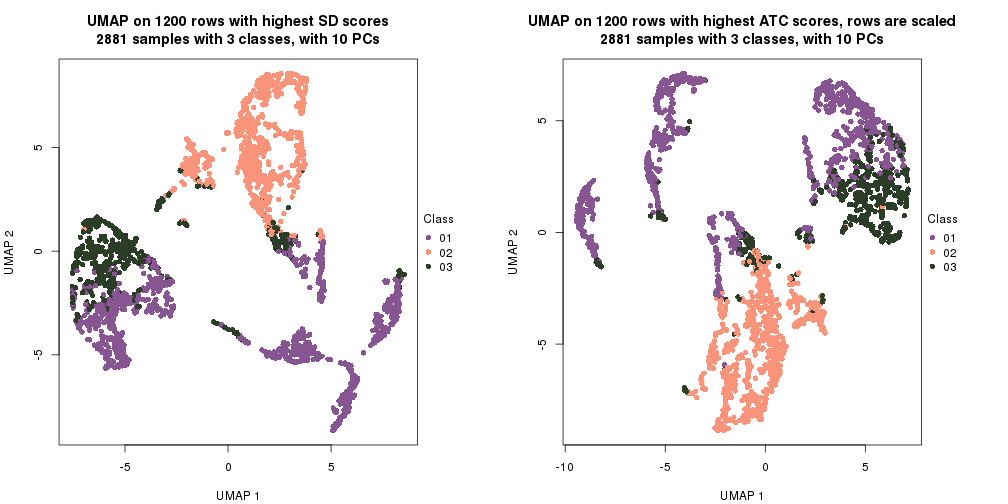 UMAP on 1200 rows with highest SD scores
2881 samples with 3 classes, with 10 PCs
5
0
-5
UMAP 2
-5
0
5
UMAP 1
Class
01
02
03
UMAP on 1200 rows with highest ATC scores, rows are scaled
2881 samples with 3 classes, with 10 PCs
5
0
-5
UMAP 2
-10
-5
0
5
UMAP 1
Class
01
02
03